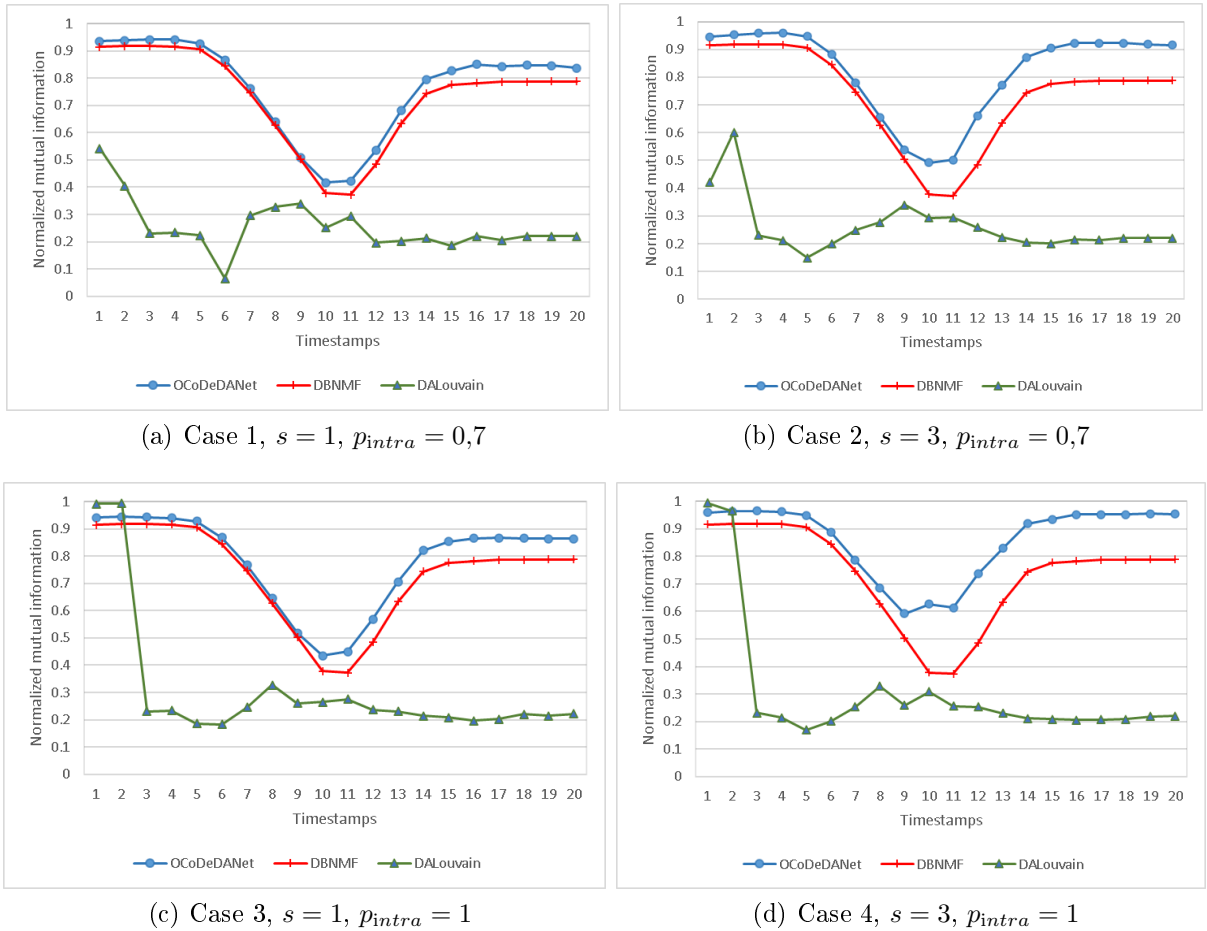 Normalized mutual information
1
0.9
0.8
0.7
0.6
0.5
0.4
0.3
0.2
0.1
0
1 2 3 4 5 6 7 8 9 10 11 12 13 14 15 16 17 18 19 20
Timestamps
OCoDeDANet DBNMF DALouvain
(a) Case 1, s = 1, p_intra = 0,7
Normalized mutual information
1
0.9
0.8
0.7
0.6
0.5
0.4
0.3
0.2
0.1
0
1 2 3 4 5 6 7 8 9 10 11 12 13 14 15 16 17 18 19 20
Timestamps
OCoDeDANet DBNMF DALouvain
(b) Case 2, s = 3, p_intra = 0,7
Normalized mutual information
1
0.9
0.8
0.7
0.6
0.5
0.4
0.3
0.2
0.1
0
1 2 3 4 5 6 7 8 9 10 11 12 13 14 15 16 17 18 19 20
Timestamps
OCoDeDANet DBNMF DALouvain
(c) Case 3, s = 1, p_intra = 1
Normalized mutual information
1
0.9
0.8
0.7
0.6
0.5
0.4
0.3
0.2
0.1
0
1 2 3 4 5 6 7 8 9 10 11 12 13 14 15 16 17 18 19 20
Timestamps
OCoDeDANet DBNMF DALouvain
(d) Case 4, s = 3, p_intra = 1